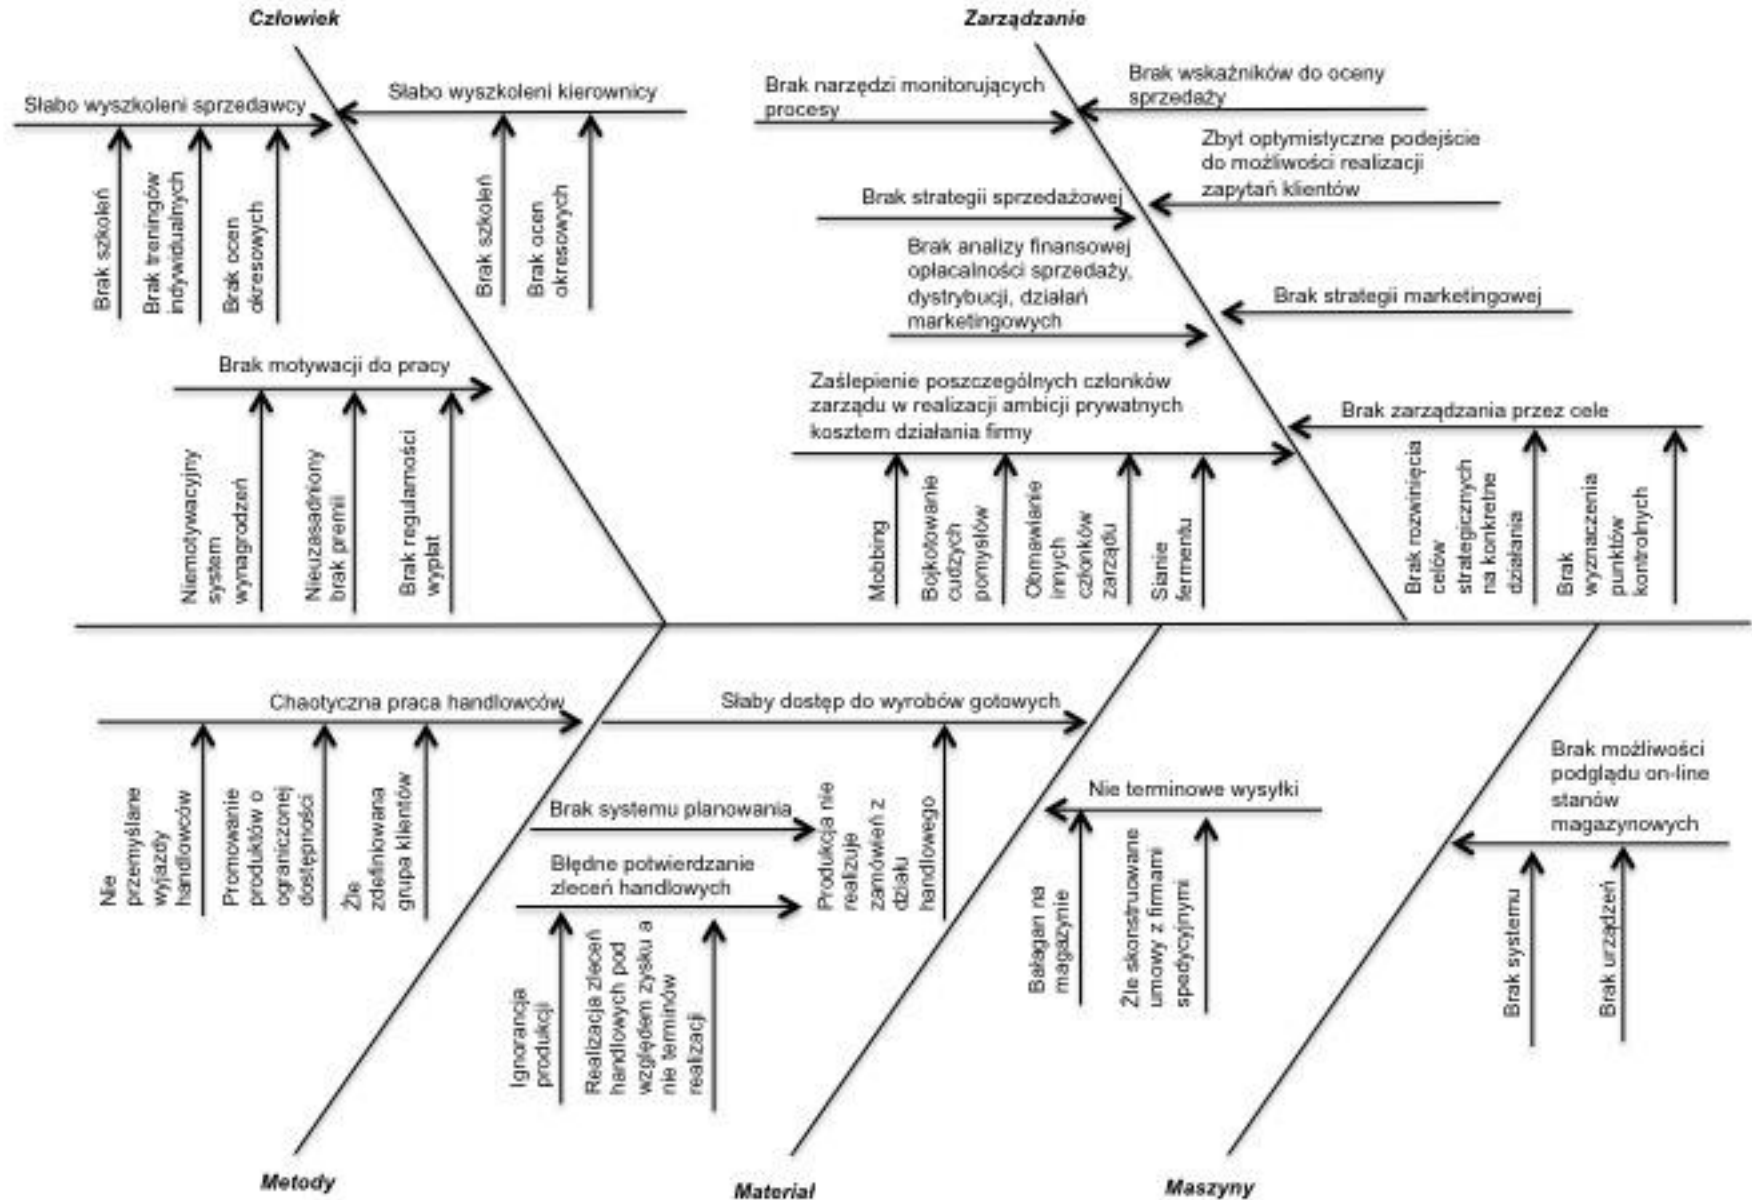 Człowiek
Zarządzanie
Słabo wyszkoleni sprzedawcy
Słabo wyszkoleni kierownicy
Brak szkoleń
Brak treningów
indywidualnych
Brak ocen
okresowych
Brak szkoleń
Brak ocen
okresowych
Brak motywacji do pracy
Niemotywacyjny
system
wynagrodzeń
Nieuzasadniony
brak premii
Brak regularności
wypłat
Brak narzędzi monitorujących
procesy
Brak wskaźników do oceny
sprzedaży
Zbyt optymistyczne podejście
do możliwości realizacji
zapytań klientów
Brak strategii sprzedażowej
Brak analizy finansowej
opłacalności sprzedaży,
dystrybucji, działań
marketingowych
Brak strategii marketingowej
Zaślepienie poszczególnych członków
zarządu w realizacji ambicji prywatnych
kosztem działania firmy
Brak zarządzania przez cele
Mobbing
Bojkotowanie
cudzych
pomysłów
Obmawianie
innych
członków
zarządu
Sianie
fermentu
Brak rozwinięcia
celów
strategicznych
na konkretne
działania
Brak
wyznaczenia
punktów
kontrolnych
Chaotyczna praca handlowców
Nie
przemyślane
wyjazdy
handlowców
Promowanie
produktów o
ograniczonej
dostępności
Źle
zdefiniowana
grupa klientów
Słaby dostęp do wyrobów gotowych
Brak systemu planowania
Błędne potwierdzanie
zleceń handlowych
Ignorancja
produkcji
Realizacja zleceń
handlowych pod
względem zysku a
nie terminów
realizacji
Produkcja nie
realizuje
zamówień z
działu
handlowego
Nie terminowe wysyłki
Bałagan na
magazynie
Źle skonstruowane
umowy z firmami
spedycyjnymi
Brak możliwości
podglądu on-line
stanów
magazynowych
Brak systemu
Brak urządzeń
Metody
Materiał
Maszyny